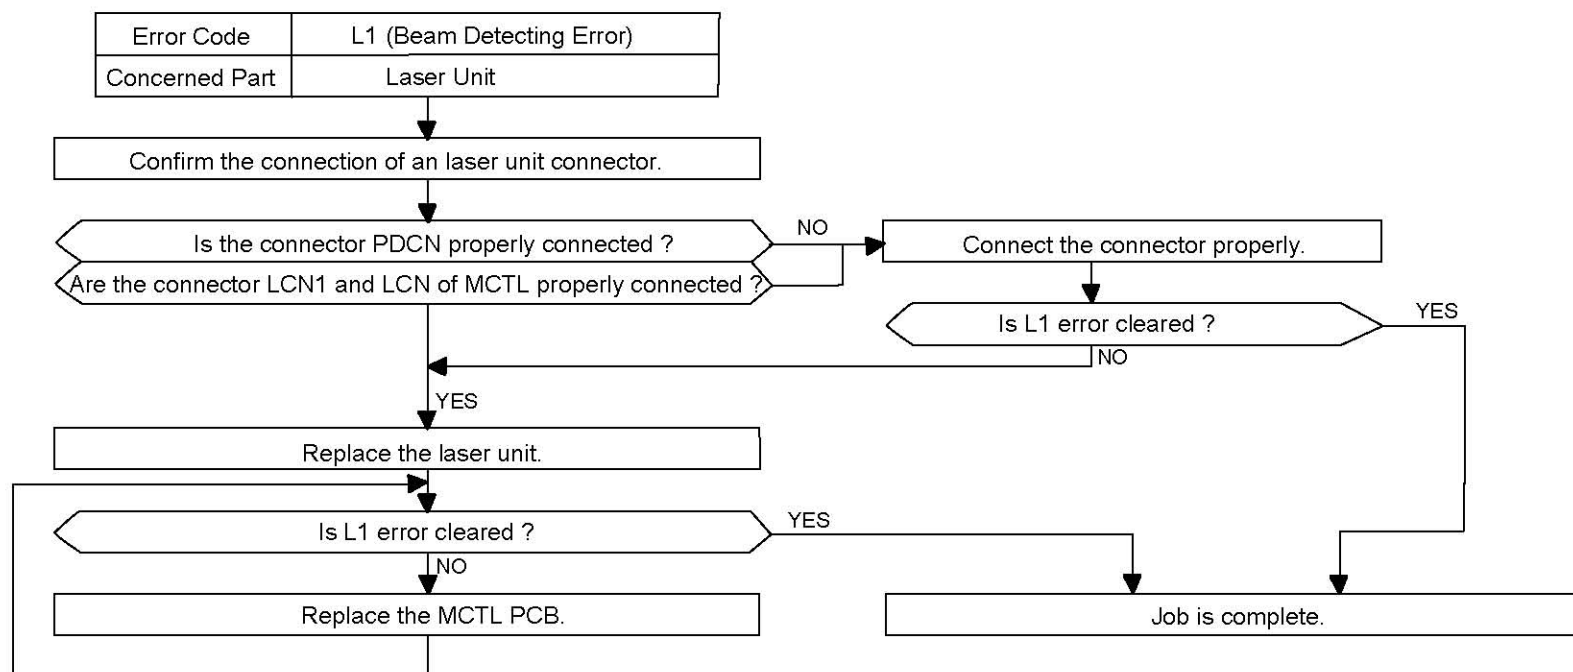 Error Code
L1 (Beam Detecting Error)
Concerned Part
Laser Unit
Confirm the connection of an laser unit connector.
Is the connector PDCN properly connected ?
NO
Connect the connector properly.
Are the connector LCN1 and LCN of MCTL properly connected ?
Is L1 error cleared ?
YES
NO
YES
Replace the laser unit.
Is L1 error cleared ?
YES
NO
Replace the MCTL PCB.
Job is complete.